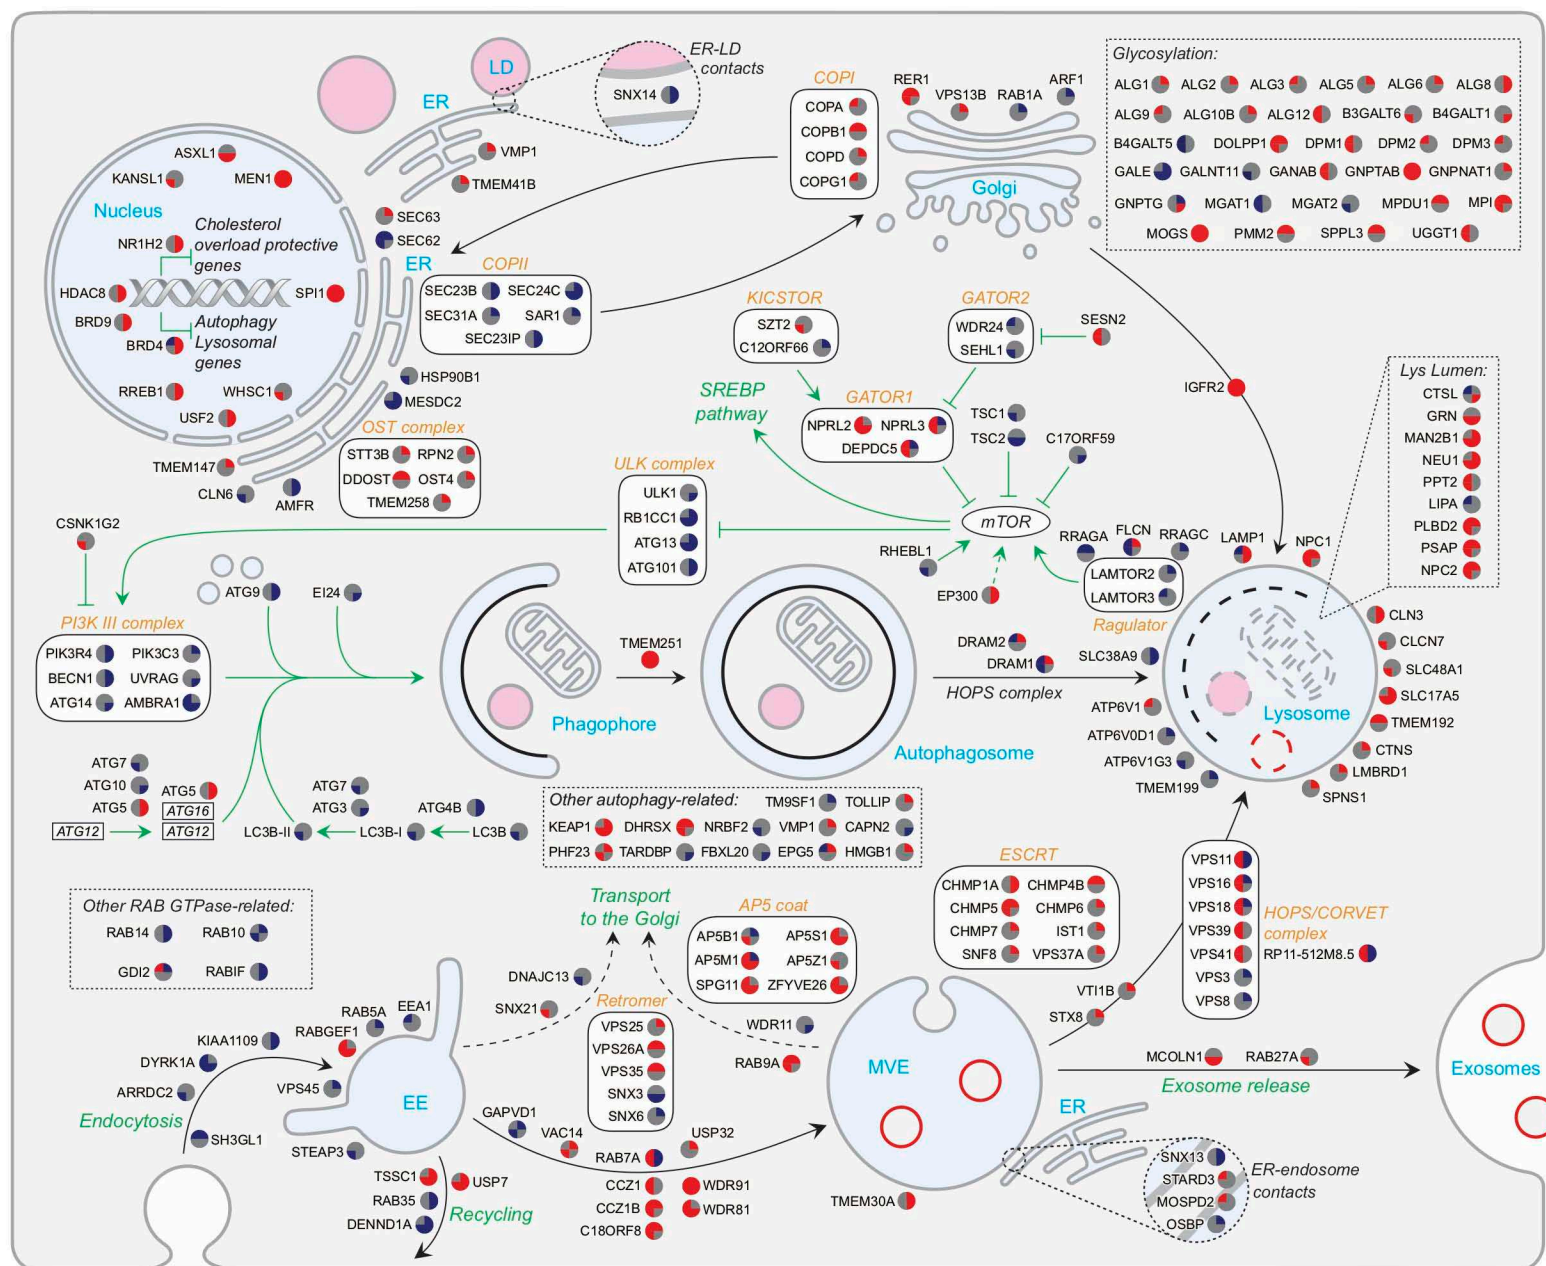 LD
ER-LD
contacts
SNX14
ER
VMP1
TMEM41B
COPI
COPA
COPB1
COPD
COPG1
RER1
VPS13B
RAB1A
ARF1
Golgi
Glycosylation:
ALG1 ALG2 ALG3 ALG5 ALG6 ALG8
ALG9 ALG10B ALG12 B3GALT6 B4GALT1
B4GALT5 DOLPP1 DPM1 DPM2 DPM3
GALE GALNT11 GANAB GNPTAB GNPNAT1
GNPTG MGAT1 MGAT2 MPDU1 MPI
MOGS PMM2 SPPL3 UGGT1
ASXL1
KANSL1 MEN1
Nucleus
NR1H2
Cholesterol
overload protective
genes
HDAC8 SPI1
BRD9
BRD4
Autophagy
Lysosomal
genes
RREB1 WHSC1
USF2
SEC63
SEC62
ER
COPII
SEC23B SEC24C
SEC31A SAR1
SEC23IP
HSP90B1
MESDC2
OST complex
STT3B RPN2
DDOST OST4
TMEM258
TMEM147
CLN6
AMFR
KICSTOR
SZT2
C12ORF66
GATOR2
WDR24
SEHL1
SESN2
SREBP
pathway
GATOR1
NPRL2 NPRL3
DEPDC5
TSC1
TSC2
C17ORF59
IGFR2
Lys Lumen:
CTSL
GRN
MAN2B1
NEU1
PPT2
LIPA
PLBD2
PSAP
NPC2
ULK complex
ULK1
RB1CC1
ATG13
ATG101
mTOR
RHEBL1
EP300
RRAGA
FLCN
RRAGC
LAMTOR2
LAMTOR3
Ragulator
LAMP1
NPC1
CSNK1G2
PI3K III complex
PIK3R4 PIK3C3
BECN1 UVRAG
ATG14 AMBRA1
ATG9
EI24
Phagophore
TMEM251
Autophagosome
DRAM2
DRAM1
HOPS complex
SLC38A9
ATP6V1
ATP6V0D1
ATP6V1G3
TMEM199
Lysosome
CLN3
CLCN7
SLC48A1
SLC17A5
TMEM192
CTNS
LMBRD1
SPNS1
ATG7
ATG10
ATG5
ATG12
ATG5
ATG16
ATG12
LC3B-II
ATG7
ATG3
LC3B-I
ATG4B
LC3B
Other autophagy-related: TM9SF1 TOLLIP
KEAP1 DHRSX NRBF2 VMP1 CAPN2
PHF23 TARDBP FBXL20 EPG5 HMGB1
Other RAB GTPase-related:
RAB14 RAB10
GDI2 RABIF
Transport
to the Golgi
AP5 coat
AP5B1 AP5S1
AP5M1 AP5Z1
SPG11 ZFYVE26
ESCRT
CHMP1A CHMP4B
CHMP5 CHMP6
CHMP7 IST1
SNF8 VPS37A
VPS11
VPS16
VPS18
VPS39
VPS41
VPS3
VPS8
HOPS/CORVET
complex
RP11-512M8.5
DNAJC13
SNX21
Retromer
VPS25
VPS26A
VPS35
SNX3
SNX6
WDR11
RAB9A
VTI1B
STX8
MVE
MCOLN1 RAB27A
Exosome release
Exosomes
EEA1
RAB5A
RABGEF1
KIAA1109
DYRK1A
ARRDC2
VPS45
Endocytosis
SH3GL1
EE
STEAP3
TSSC1
RAB35
DENND1A
USP7
Recycling
GAPVD1
VAC14
RAB7A
USP32
CCZ1 WDR91
CCZ1B WDR81
C18ORF8
TMEM30A
ER
SNX13
STARD3
MOSPD2
OSBP
ER-endosome
contacts